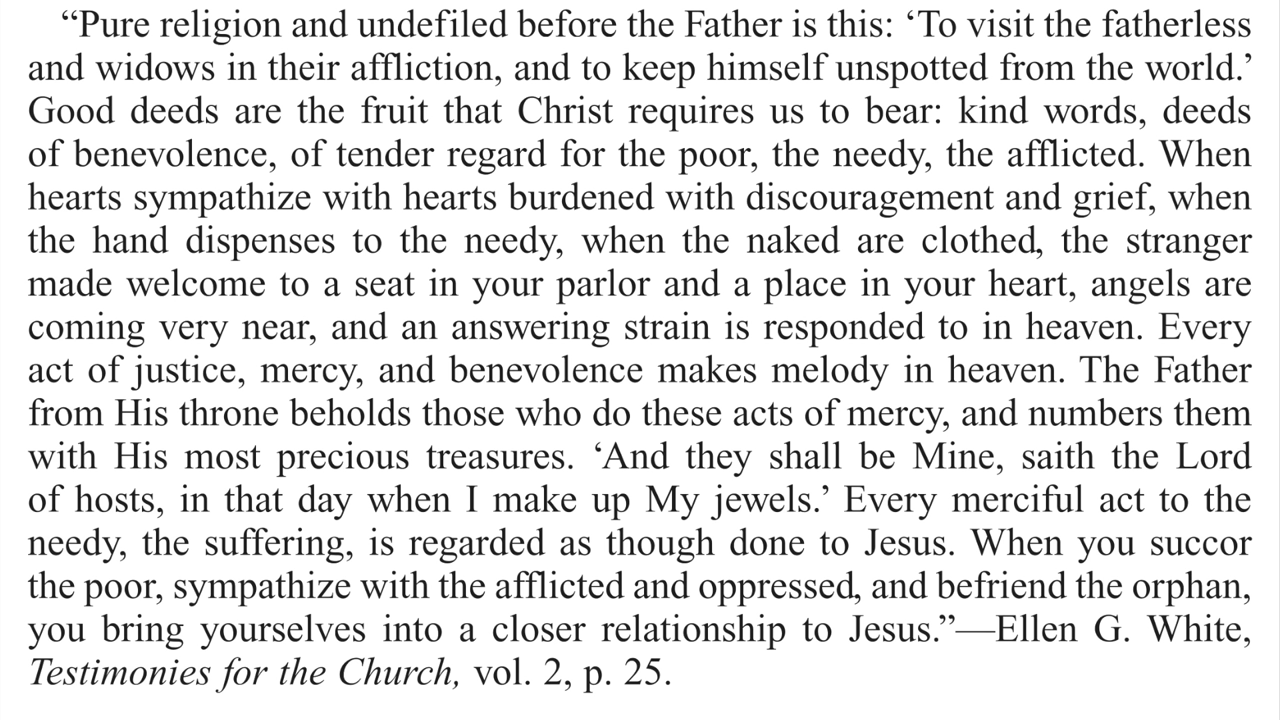 “Pure religion and undefiled before the Father is this: ‘To visit the fatherless
and widows in their affliction, and to keep himself unspotted from the world.’
Good deeds are the fruit that Christ requires us to bear: kind words, deeds
of benevolence, of tender regard for the poor, the needy, the afflicted. When
hearts sympathize with hearts burdened with discouragement and grief, when
the hand dispenses to the needy, when the naked are clothed, the stranger
made welcome to a seat in your parlor and a place in your heart, angels are
coming very near, and an answering strain is responded to in heaven. Every
act of justice, mercy, and benevolence makes melody in heaven. The Father
from His throne beholds those who do these acts of mercy, and numbers them
with His most precious treasures. ‘And they shall be Mine, saith the Lord
of hosts, in that day when I make up My jewels.’ Every merciful act to the
needy, the suffering, is regarded as though done to Jesus. When you succor
the poor, sympathize with the afflicted and oppressed, and befriend the orphan,
you bring yourselves into a closer relationship to Jesus.”—Ellen G. White,
Testimonies for the Church, vol. 2, p. 25.